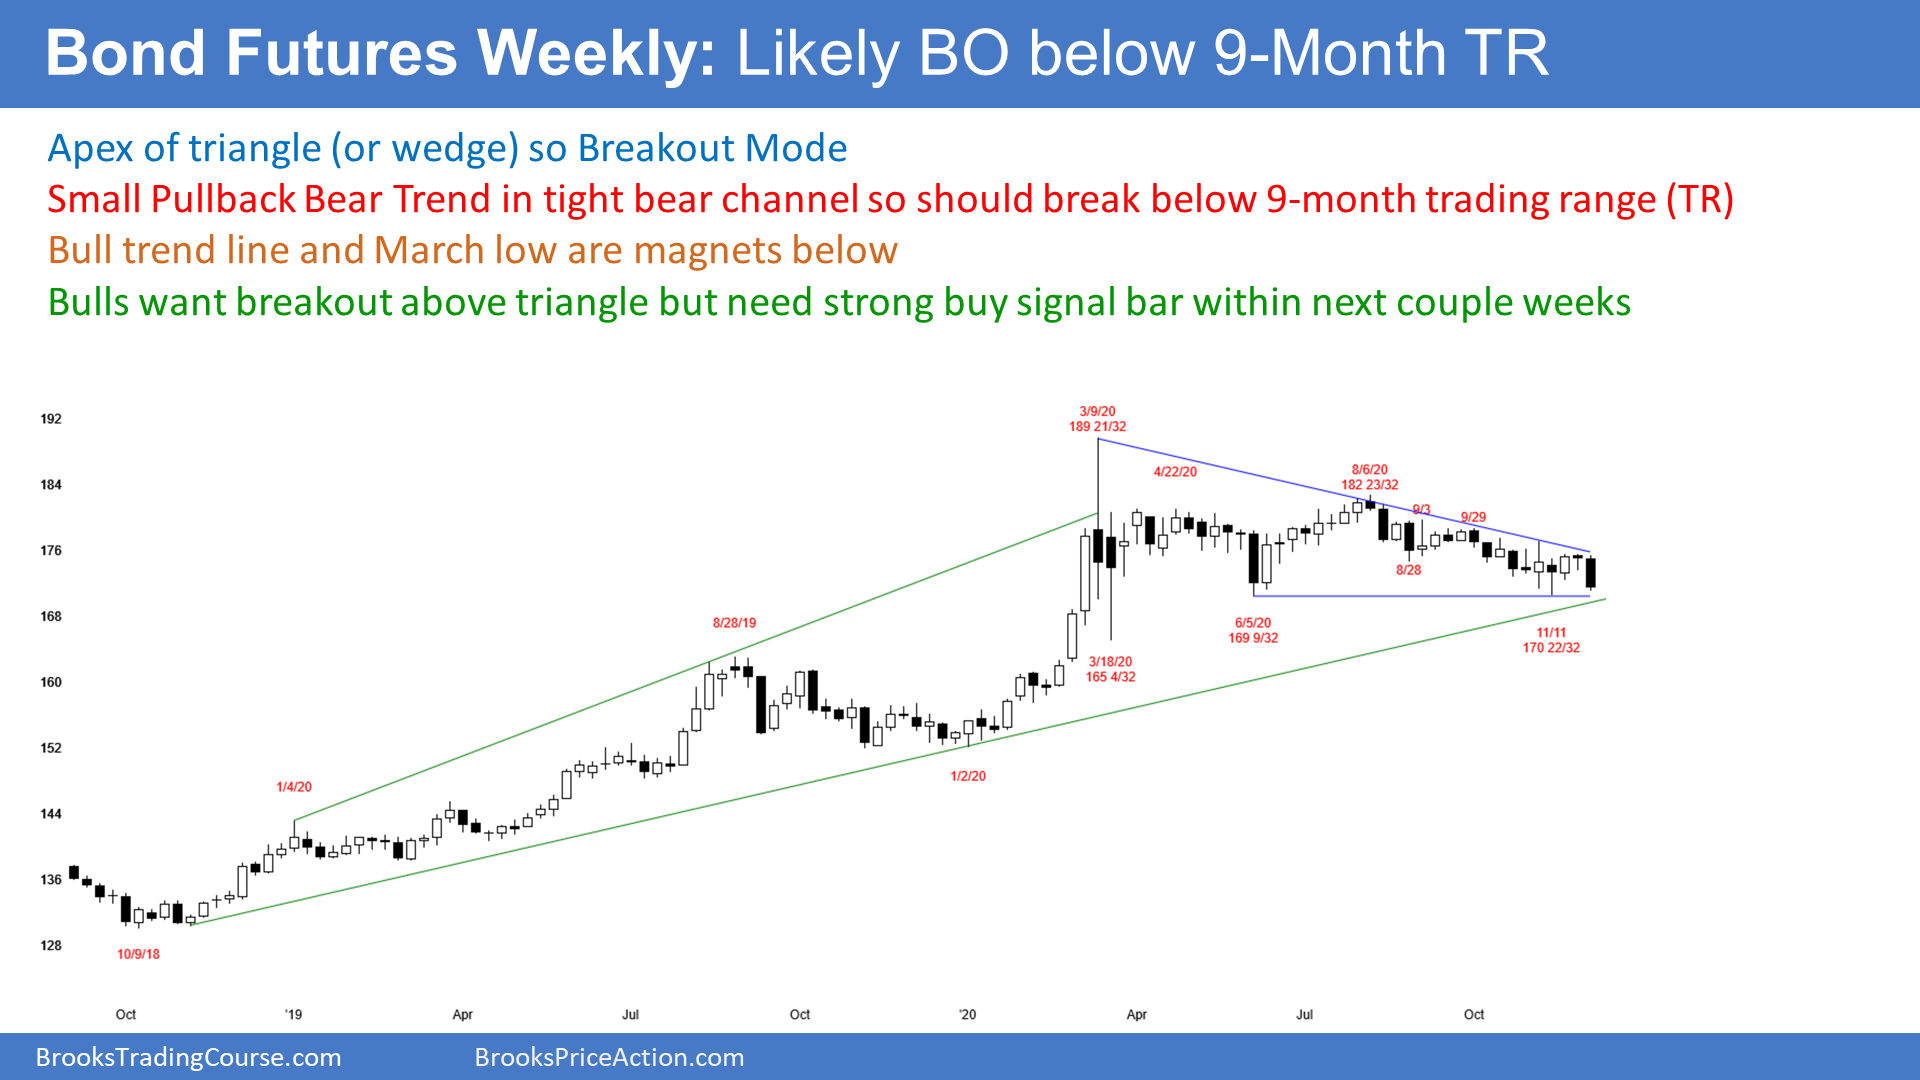 Bond Futures Weekly: Likely BO below 9-Month TR
Apex of triangle (or wedge) so Breakout Mode
Small Pullback Bear Trend in tight bear channel so should break below 9-month trading range (TR)
Bull trend line and March low are magnets below
Bulls want breakout above triangle but need strong buy signal bar within next couple weeks
192
184
176
168
160
152
144
136
128
10/9/18
1/4/20
8/28/19
1/2/20
3/9/20
189 21/32
3/18/20
165 4/32
4/22/20
6/5/20
169 9/32
8/6/20
182 23/32
8/28
9/3
9/29
11/11
170 22/32
Oct
'19
Apr
Jul
Oct
'20
Apr
Jul
Oct
BrooksTradingCourse.com
BrooksPriceAction.com